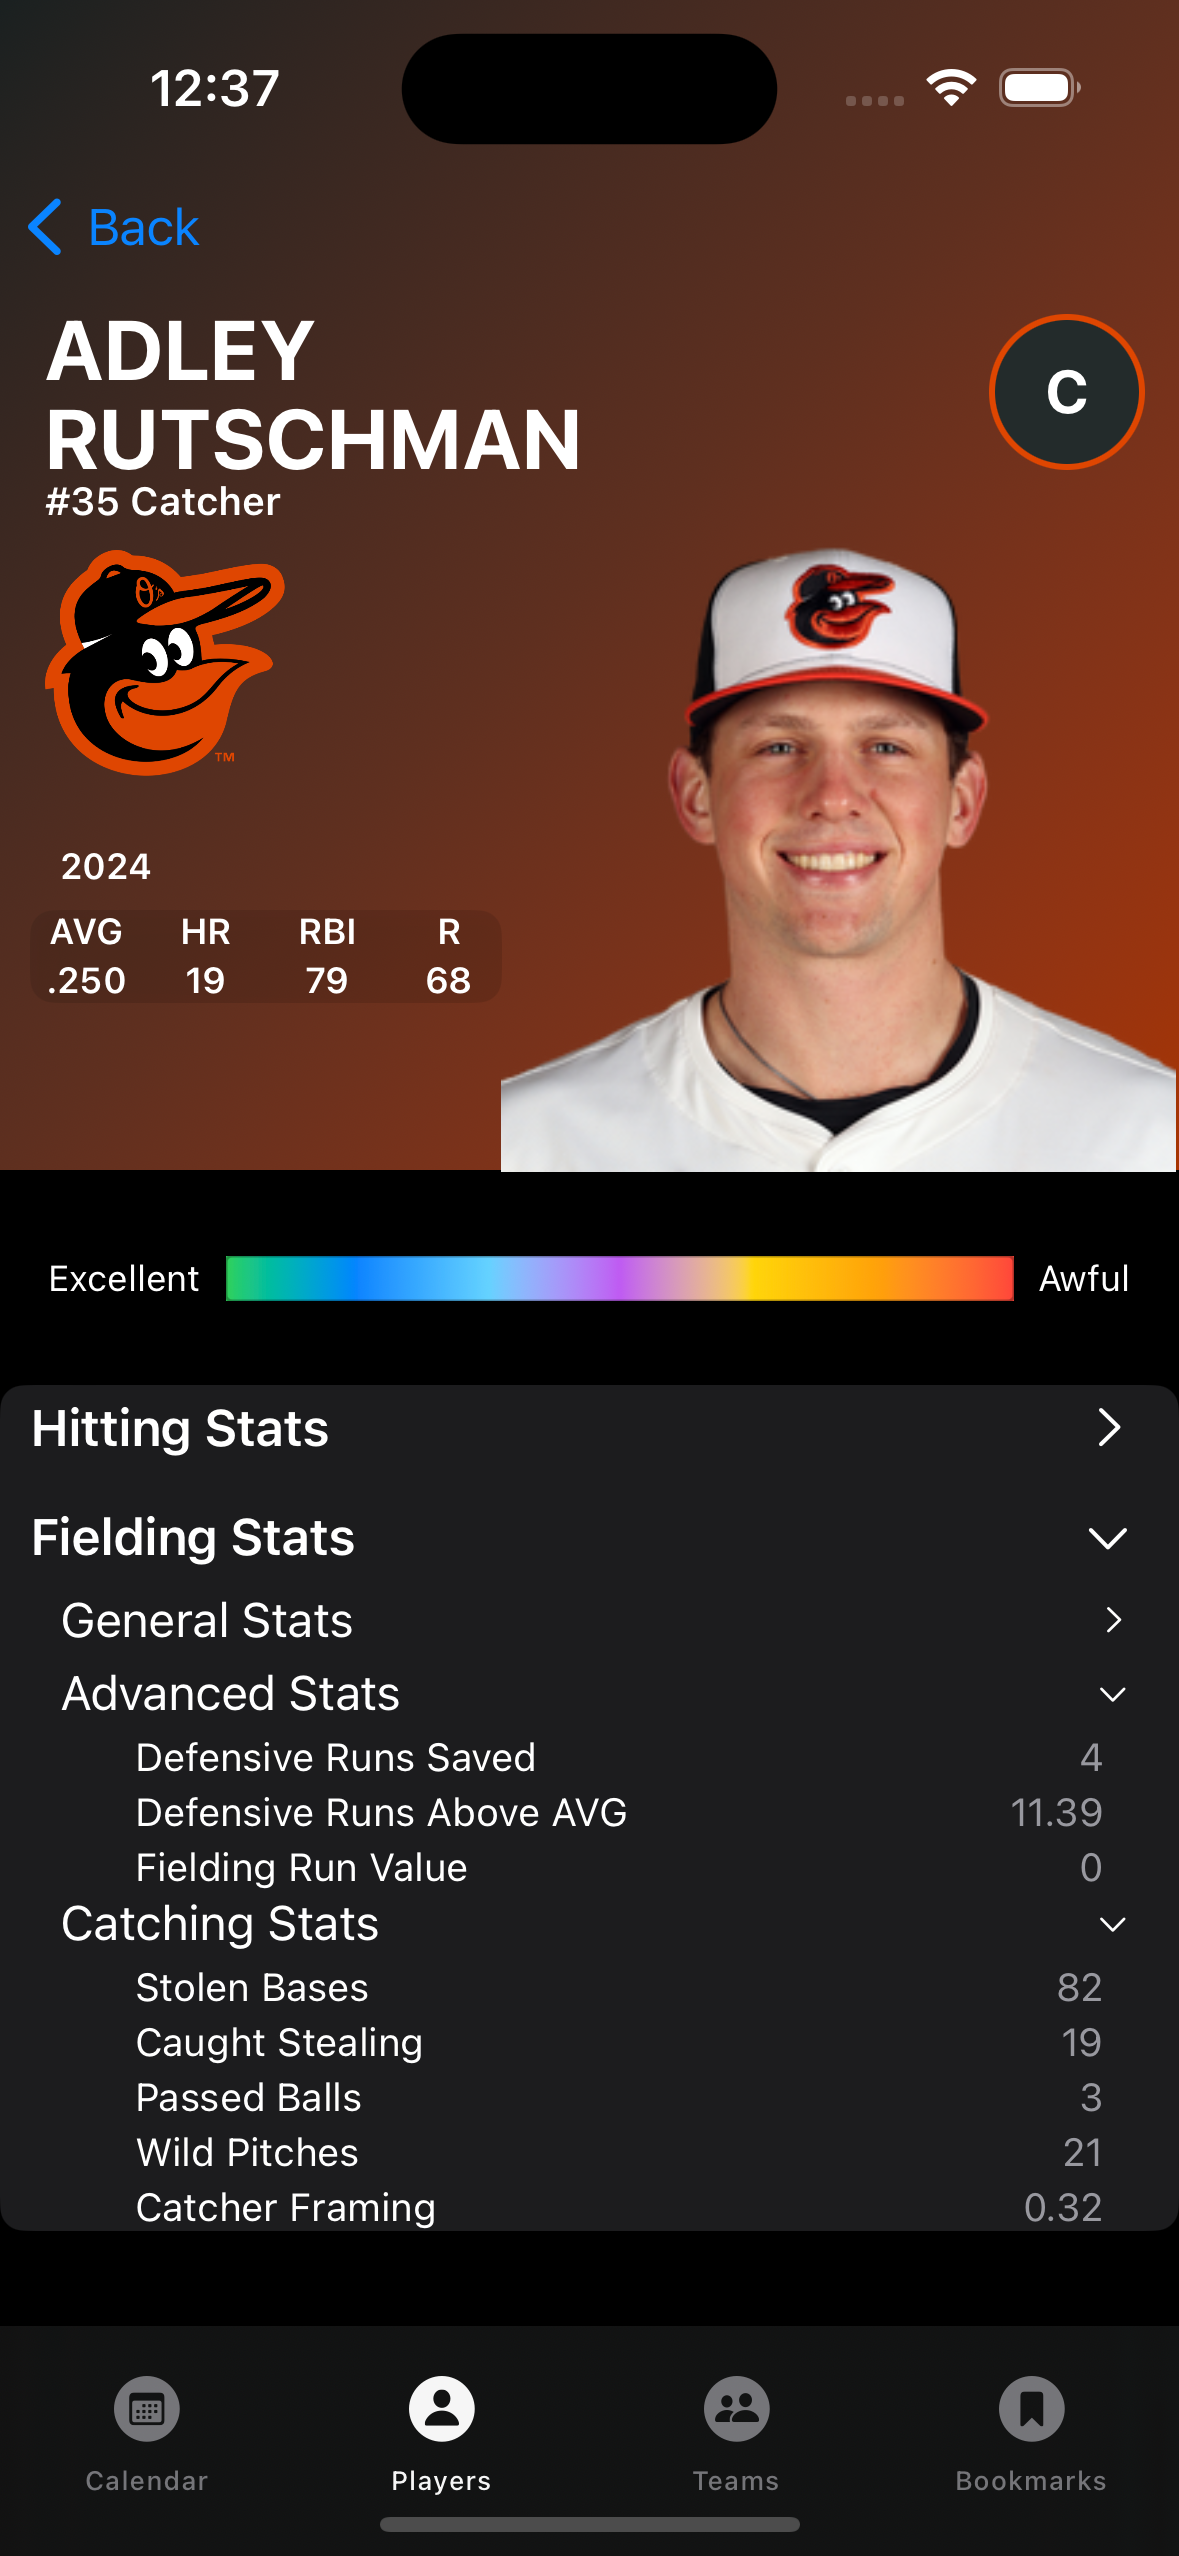 12:37
Back
ADLEY
RUTSCHMAN
C
#35 Catcher
O's
TM
2024
AVG HR RBI R
.250 19 79 68
Excellent Awful
Hitting Stats
Fielding Stats
General Stats
Advanced Stats
Defensive Runs Saved 4
Defensive Runs Above AVG 11.39
Fielding Run Value 0
Catching Stats
Stolen Bases 82
Caught Stealing 19
Passed Balls 3
Wild Pitches 21
Catcher Framing 0.32
Calendar Players Teams Bookmarks